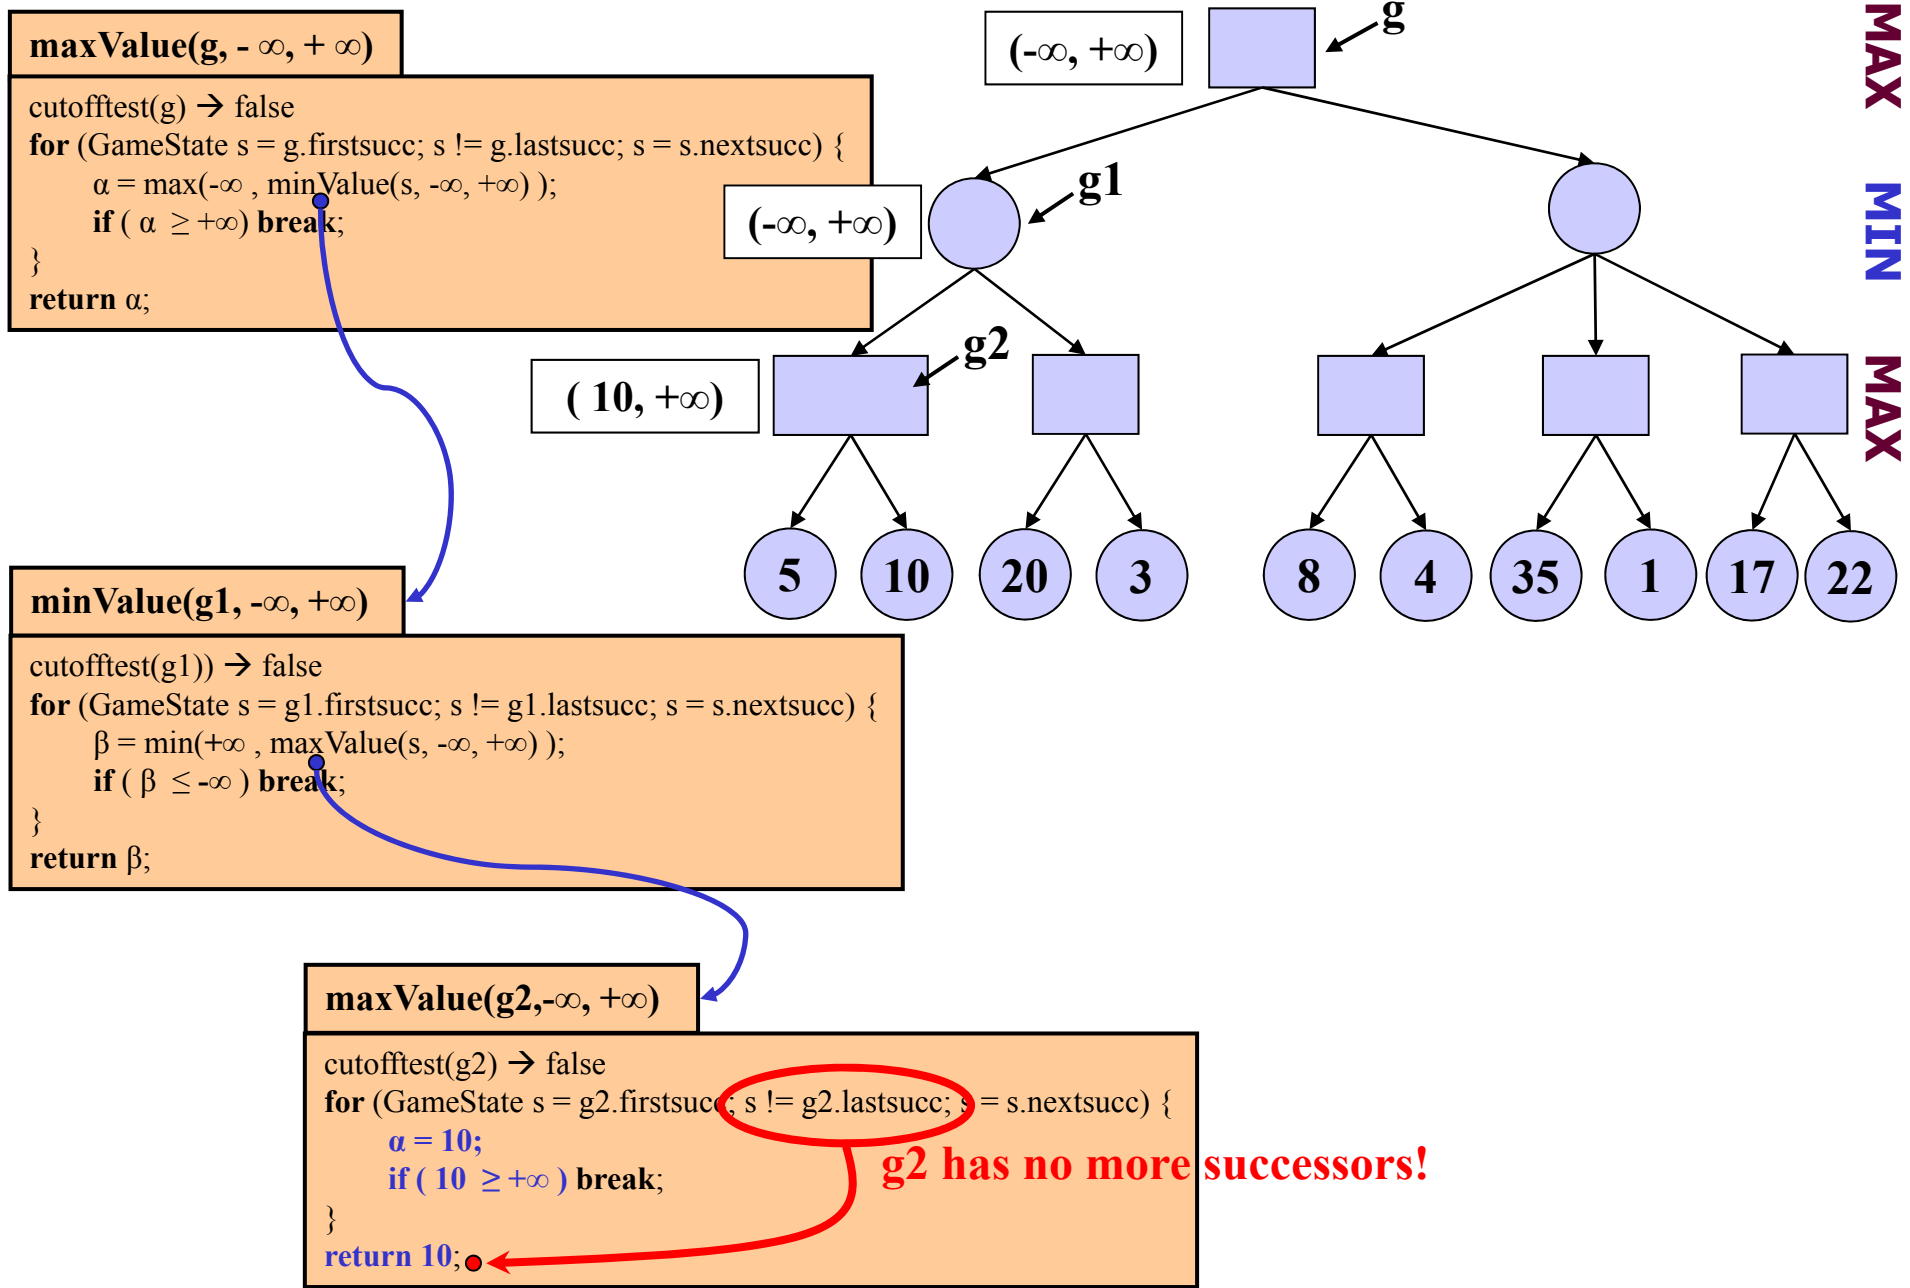 maxValue(g, - ∞, + ∞)
cutofftest(g) → false
for (GameState s = g.firstsucc; s != g.lastsucc; s = s.nextsucc) {
α = max(-∞ , minValue(s, -∞, +∞) );
if ( α ≥ +∞) break;
}
return α;
(-∞, +∞)
g
MAX
(-∞, +∞)
g1
MIN
( 10, +∞)
g2
MAX
5 10 20 3 8 4 35 1 17 22
minValue(g1, -∞, +∞)
cutofftest(g1)) → false
for (GameState s = g1.firstsucc; s != g1.lastsucc; s = s.nextsucc) {
β = min(+∞ , maxValue(s, -∞, +∞) );
if ( β ≤ -∞ ) break;
}
return β;
maxValue(g2,-∞, +∞)
cutofftest(g2) → false
for (GameState s = g2.firstsucc; s != g2.lastsucc; s = s.nextsucc) {
α = 10;
if ( 10 ≥ +∞ ) break;
}
return 10;
g2 has no more successors!